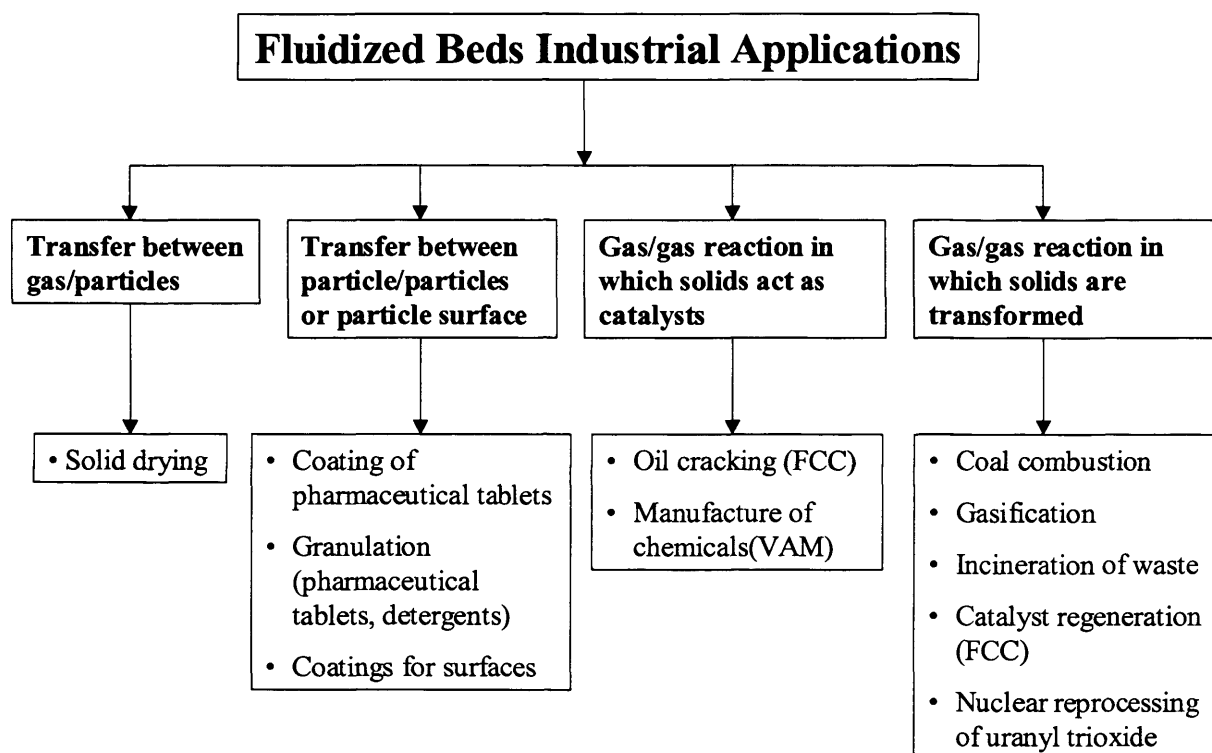 Fluidized Beds Industrial Applications
Transfer between
gas/particles
Transfer between
particle/particles
or particle surface
Gas/gas reaction in
which solids act as
catalysts
Gas/gas reaction in
which solids are
transformed
• Solid drying
• Coating of
pharmaceutical tablets
• Granulation
(pharmaceutical
tablets, detergents)
• Coatings for surfaces
• Oil cracking (FCC)
• Manufacture of
chemicals(VAM)
• Coal combustion
• Gasification
• Incineration of waste
• Catalyst regeneration
(FCC)
• Nuclear reprocessing
of uranyl trioxide